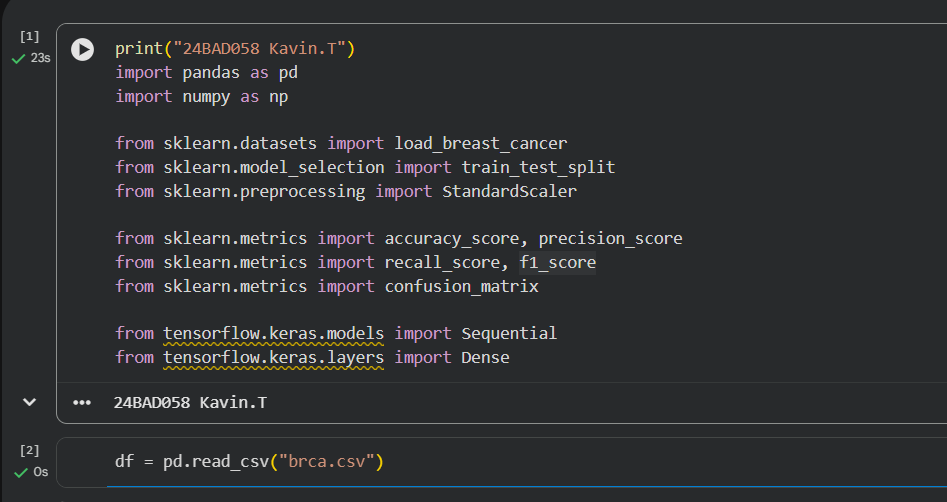 [1]
23s
print("24BAD058 Kavin.T")
import pandas as pd
import numpy as np
from sklearn.datasets import load_breast_cancer
from sklearn.model_selection import train_test_split
from sklearn.preprocessing import StandardScaler
from sklearn.metrics import accuracy_score, precision_score
from sklearn.metrics import recall_score, f1_score
from sklearn.metrics import confusion_matrix
from tensorflow.keras.models import Sequential
from tensorflow.keras.layers import Dense
24BAD058 Kavin.T
[2]
0s
df = pd.read_csv("brca.csv")